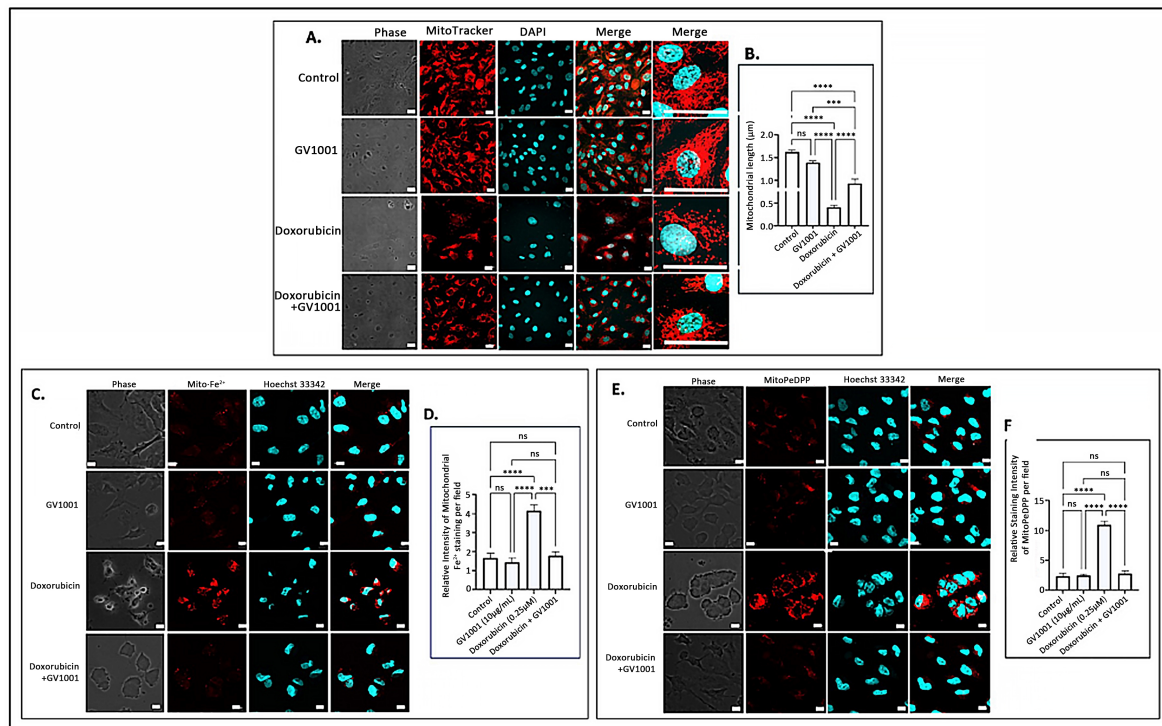 A.
Phase MitoTracker DAPI Merge Merge
Control
GV1001
Doxorubicin
Doxorubicin
+GV1001
B.
****
***
****
ns **** ****
Mitochondrial length (μm)
2.0
1.5
1.0
0.5
0.0
Control
GV1001
Doxorubicin
Doxorubicin + GV1001
C.
Phase Mito-Fe²⁺ Hoechst 33342 Merge
Control
GV1001
Doxorubicin
Doxorubicin
+GV1001
D.
ns
ns
****
ns **** ***
Relative Intensity of Mitochondrial
Fe²⁺ staining per field
5
4
3
2
1
0
Control
GV1001 (10μg/mL)
Doxorubicin (0.25μM)
Doxorubicin + GV1001
E.
Phase MitoPeDPP Hoechst 33342 Merge
Control
GV1001
Doxorubicin
Doxorubicin
+GV1001
F
ns
ns
****
ns **** ****
Relative Staining Intensity
of MitoPeDPP per field
15
10
5
0
Control
GV1001 (10μg/mL)
Doxorubicin (0.25μM)
Doxorubicin + GV1001